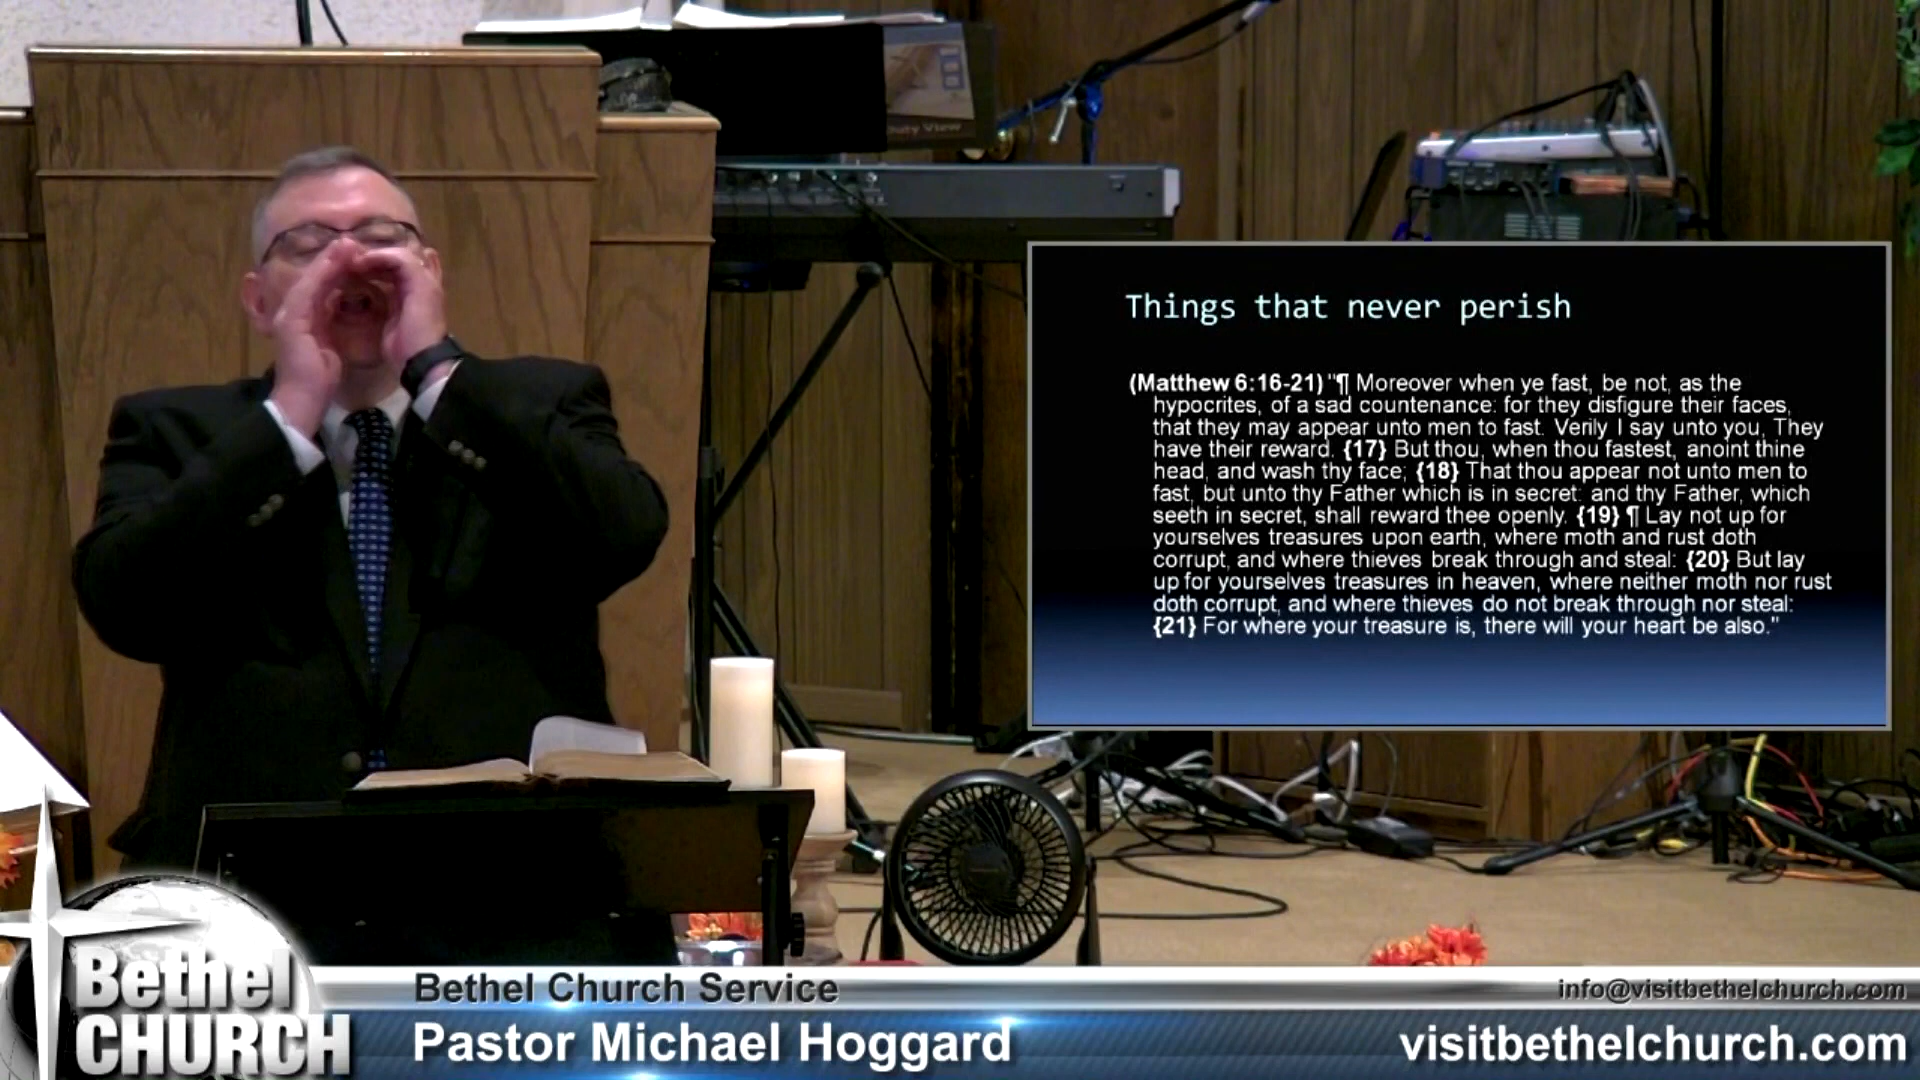 uty View
Things that never perish
(Matthew 6:16-21) "¶ Moreover when ye fast, be not, as the
hypocrites, of a sad countenance: for they disfigure their faces,
that they may appear unto men to fast. Verily I say unto you, They
have their reward. {17} But thou, when thou fastest, anoint thine
head, and wash thy face; {18} That thou appear not unto men to
fast, but unto thy Father which is in secret: and thy Father, which
seeth in secret, shall reward thee openly. {19} ¶ Lay not up for
yourselves treasures upon earth, where moth and rust doth
corrupt, and where thieves break through and steal: {20} But lay
up for yourselves treasures in heaven, where neither moth nor rust
doth corrupt, and where thieves do not break through nor steal:
{21} For where your treasure is, there will your heart be also."
Bethel
CHURCH
Bethel Church Service
Pastor Michael Hoggard
info@visitbethelchurch.com
visitbethelchurch.com